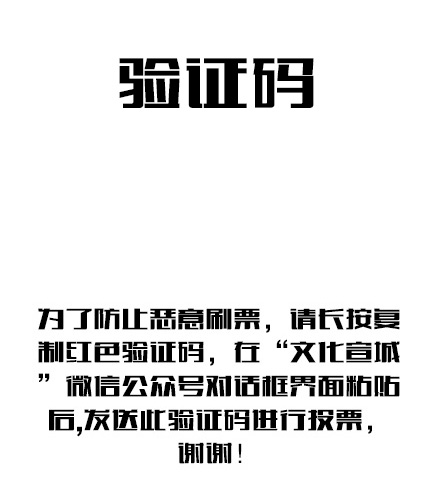 验证码
为了防止恶意刷票，请长按复
制红色验证码，在“文化宣城
”微信公众号对话框界面粘贴
后,发送此验证码进行投票，
谢谢！